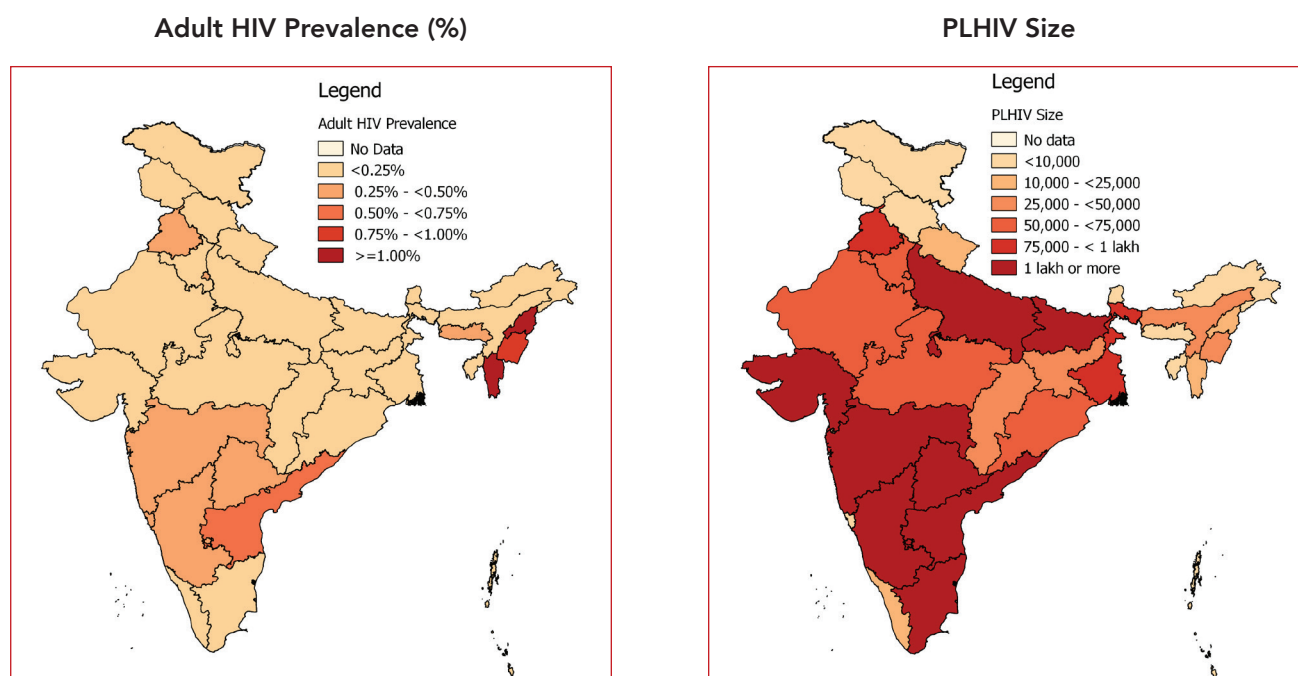 Adult HIV Prevalence (%)
Legend
Adult HIV Prevalence
No Data
<0.25%
0.25% - <0.50%
0.50% - <0.75%
0.75% - <1.00%
>=1.00%
PLHIV Size
Legend
PLHIV Size
No data
<10,000
10,000 - <25,000
25,000 - <50,000
50,000 - <75,000
75,000 - < 1 lakh
1 lakh or more